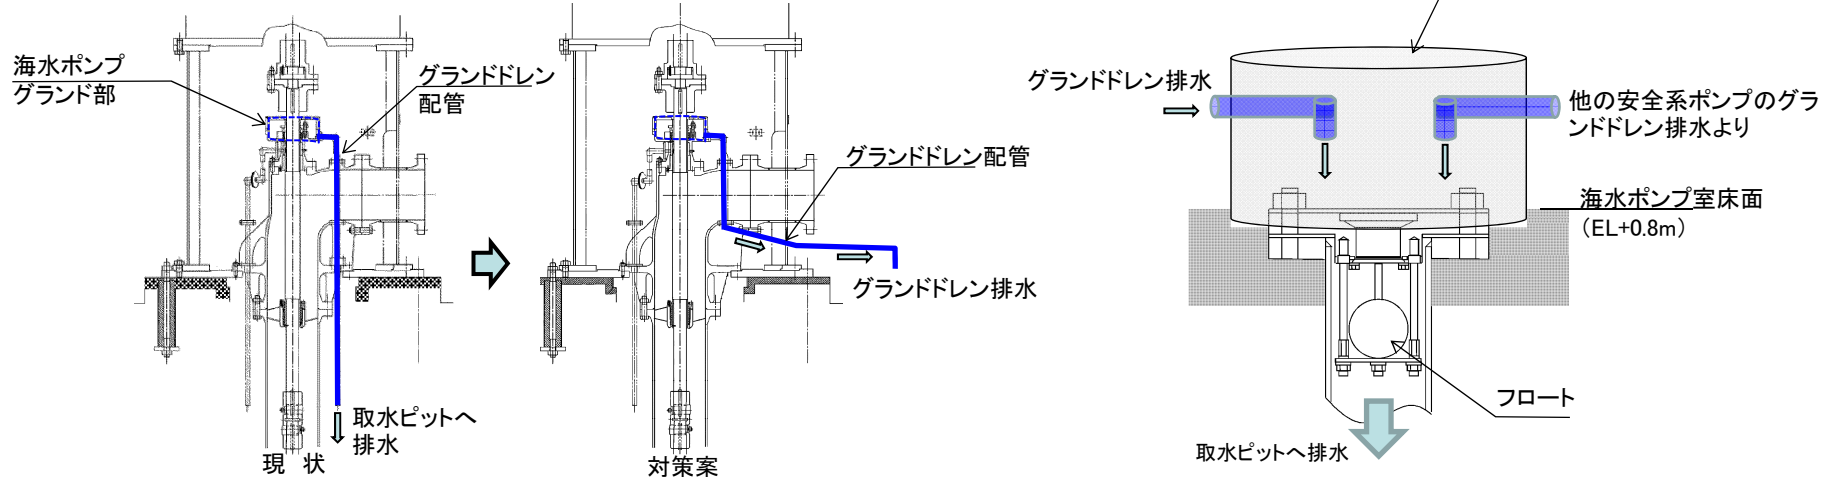 海水ポンプ
グランド部
グランドドレン
配管
取水ピットへ
排水
現 状
グランドドレン配管
グランドドレン排水
対策案
グランドドレン排水
他の安全系ポンプのグラ
ンドドレン排水より
海水ポンプ室床面
（EL+0.8m）
フロート
取水ピットへ排水